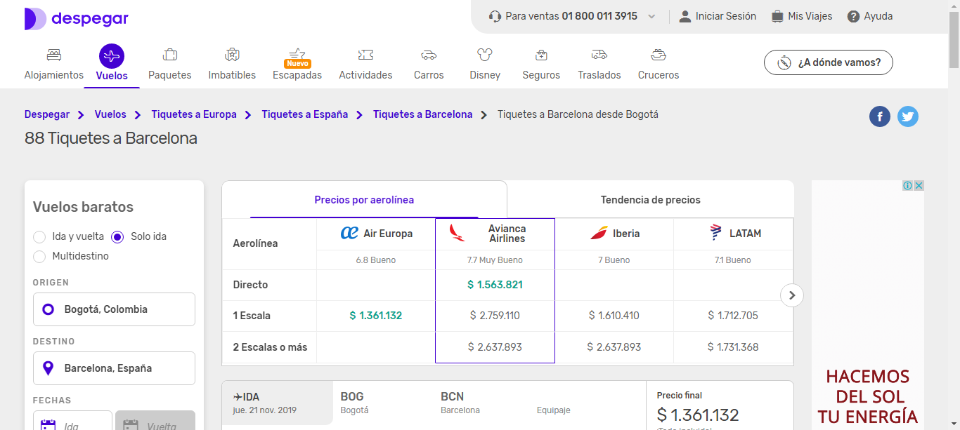 despegar
Para ventas 01 800 011 3915
Iniciar Sesión
Mis Viajes
Ayuda
Alojamientos
Vuelos
Paquetes
Imbatibles
Nuevo
Escapadas
Actividades
Carros
Disney
Seguros
Traslados
Cruceros
¿A dónde vamos?
Despegar > Vuelos > Tiquetes a Europa > Tiquetes a España > Tiquetes a Barcelona > Tiquetes a Barcelona desde Bogotá
88 Tiquetes a Barcelona
Vuelos baratos
Ida y vuelta
Solo ida
Multidestino
ORIGEN
Bogotá, Colombia
DESTINO
Barcelona, España
FECHAS
Ida
Vuelta
Precios por aerolínea
Tendencia de precios
Aerolínea
Air Europa
Avianca
Airlines
Iberia
LATAM
6.8 Bueno
7.7 Muy Bueno
7 Bueno
7.1 Bueno
Directo
$ 1.563.821
1 Escala
$ 1.361.132
$ 2.759.110
$ 1.610.410
$ 1.712.705
2 Escalas o más
$ 2.637.893
$ 2.637.893
$ 1.731.368
IDA
jue. 21 nov. 2019
BOG
Bogotá
BCN
Barcelona
Equipaje
Precio final
$ 1.361.132
HACEMOS
DEL SOL
TU ENERGÍA